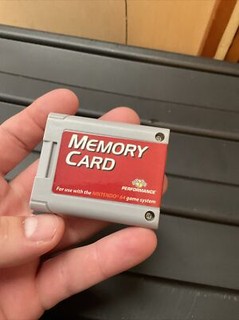 MEMORY
CARD
PERFORMANCE
For use with the NINTENDO 64 game system